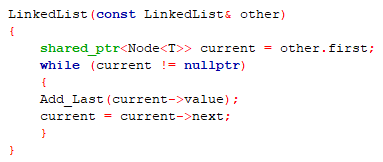 LinkedList(const LinkedList& other)
{
    shared_ptr<Node<T>> current = other.first;
    while (current != nullptr)
    {
    Add_Last(current->value);
    current = current->next;
    }
}